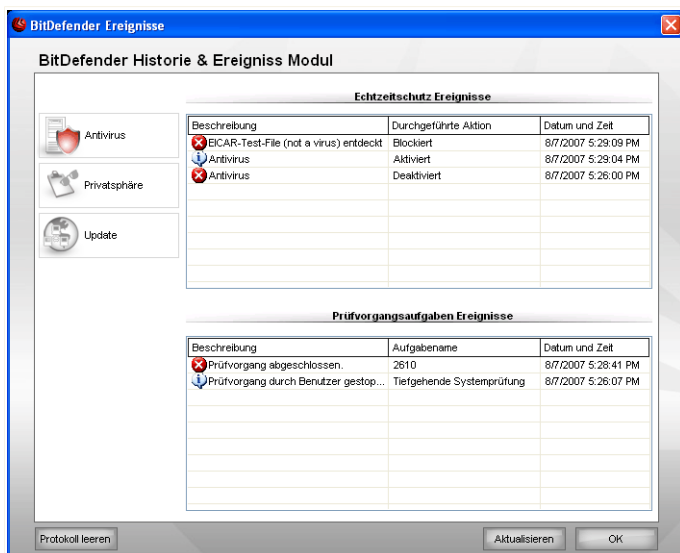 BitDefender Ereignisse
BitDefender Historie & Ereigniss Modul
Antivirus
Privatsphäre
Update
Echtzeitschutz Ereignisse
Beschreibung Durchgeführte Aktion Datum und Zeit
EICAR-Test-File (not a virus) entdeckt Blockiert 8/7/2007 5:29:09 PM
Antivirus Aktiviert 8/7/2007 5:29:04 PM
Antivirus Deaktiviert 8/7/2007 5:26:00 PM
Prüfvorgangsaufgaben Ereignisse
Beschreibung Aufgabename Datum und Zeit
Prüfvorgang abgeschlossen. 2610 8/7/2007 5:28:41 PM
Prüfvorgang durch Benutzer gestop... Tiefgehende Systemprüfung 8/7/2007 5:26:07 PM
Protokoll leeren Aktualisieren OK